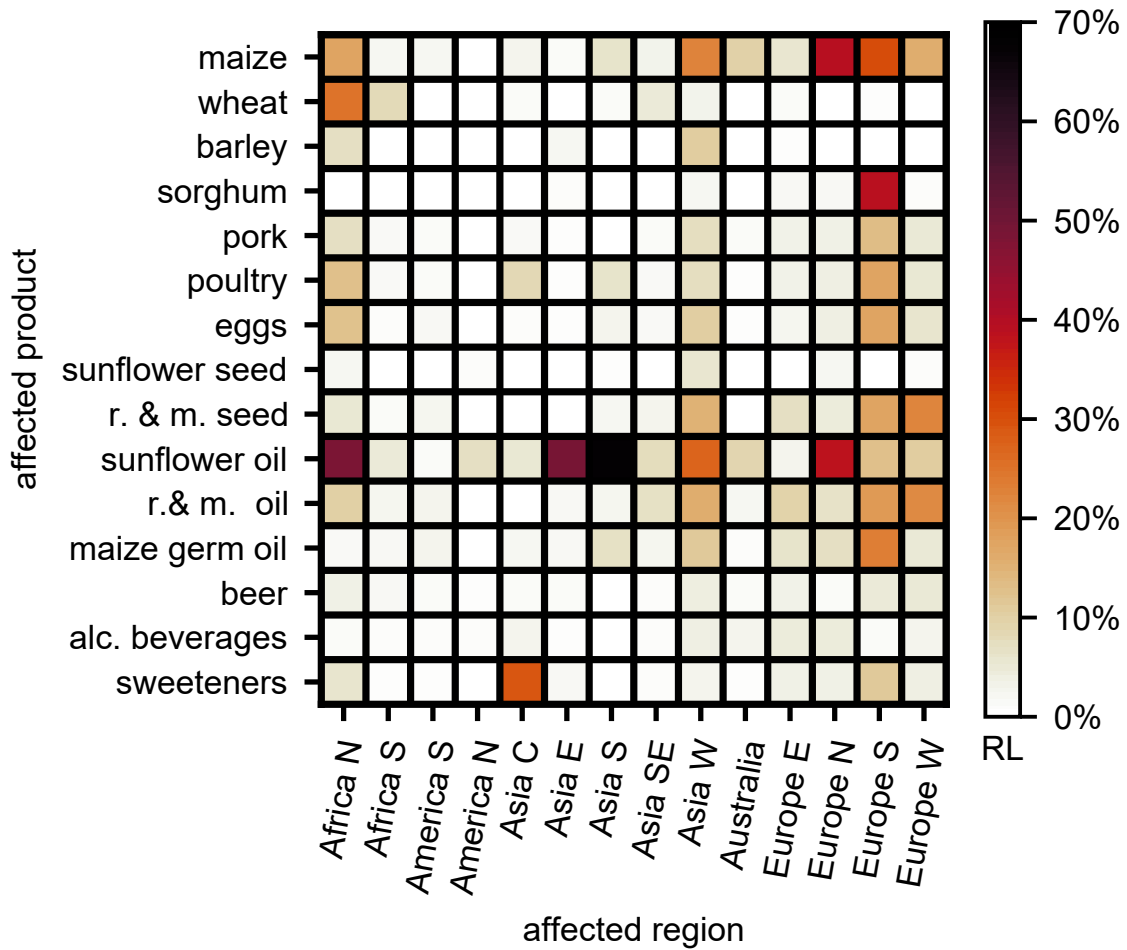 maize
wheat
barley
sorghum
pork
poultry
eggs
sunflower seed
r. & m. seed
sunflower oil
r.& m.  oil
maize germ oil
beer
alc. beverages
sweeteners
affected product
Africa N
Africa S
America S
America N
Asia C
Asia E
Asia S
Asia SE
Asia W
Australia
Europe E
Europe N
Europe S
Europe W
affected region
70%
60%
50%
40%
30%
20%
10%
0%
RL